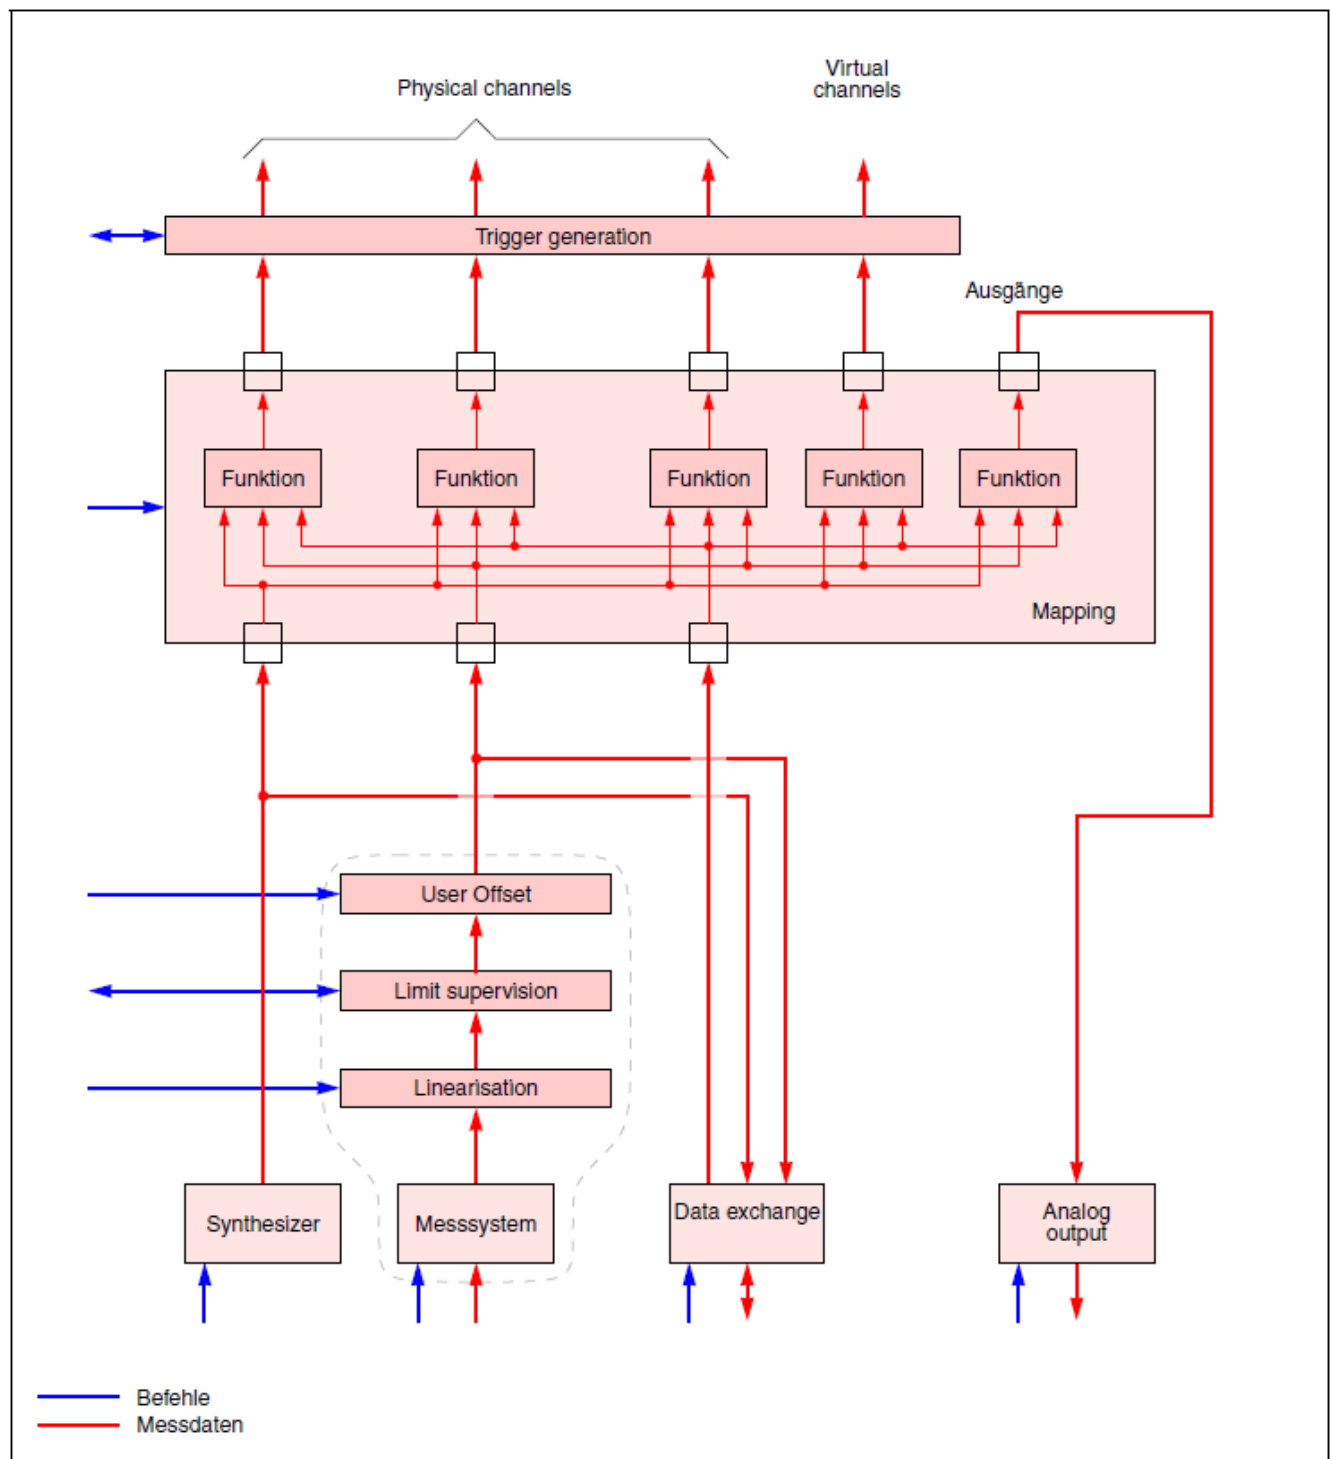 Physical channels
Virtual
channels
Trigger generation
Ausgänge
Funktion
Funktion
Funktion
Funktion
Funktion
Mapping
User Offset
Limit supervision
Linearisation
Synthesizer
Messsystem
Data exchange
Analog
output
Befehle
Messdaten